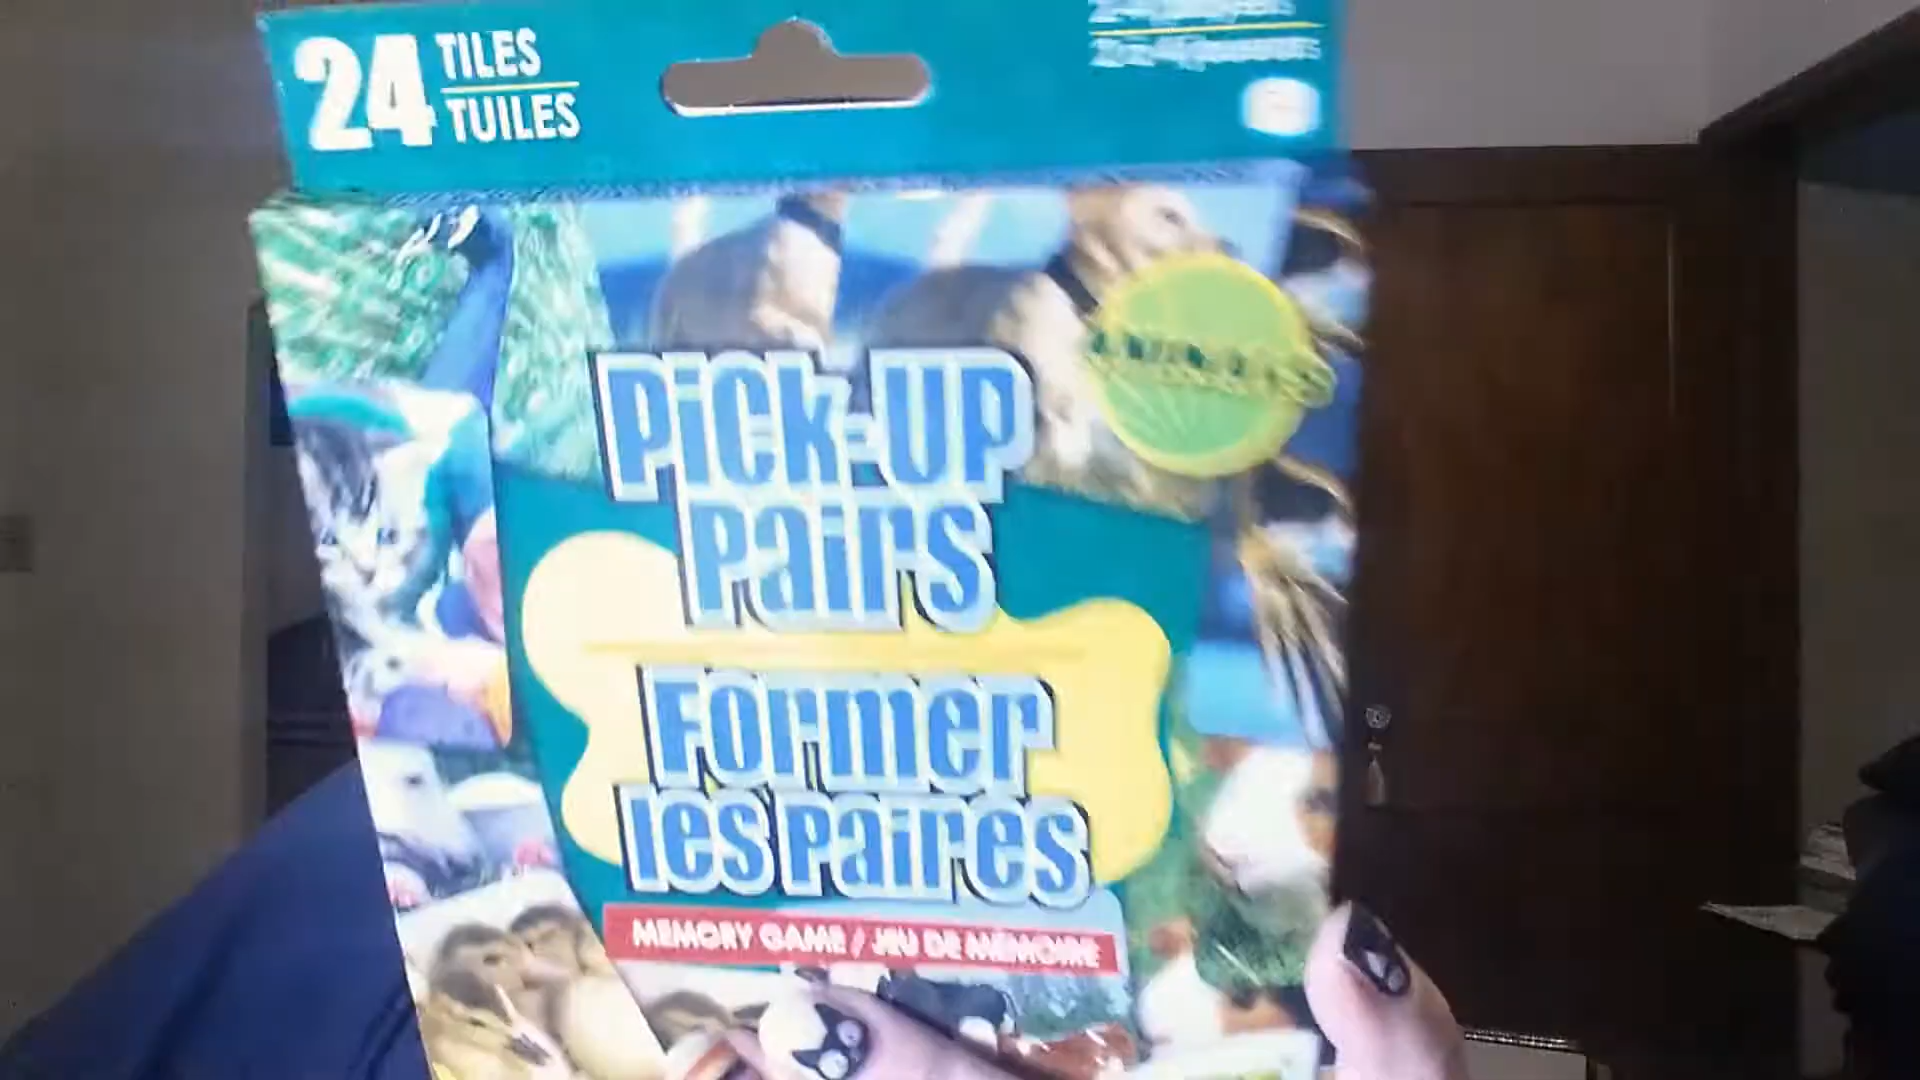 24 TILES
TUILES
PiCk-UP
Pairs
Former
les Paires
MEMORY GAME / JEU DE MÉMOIRE